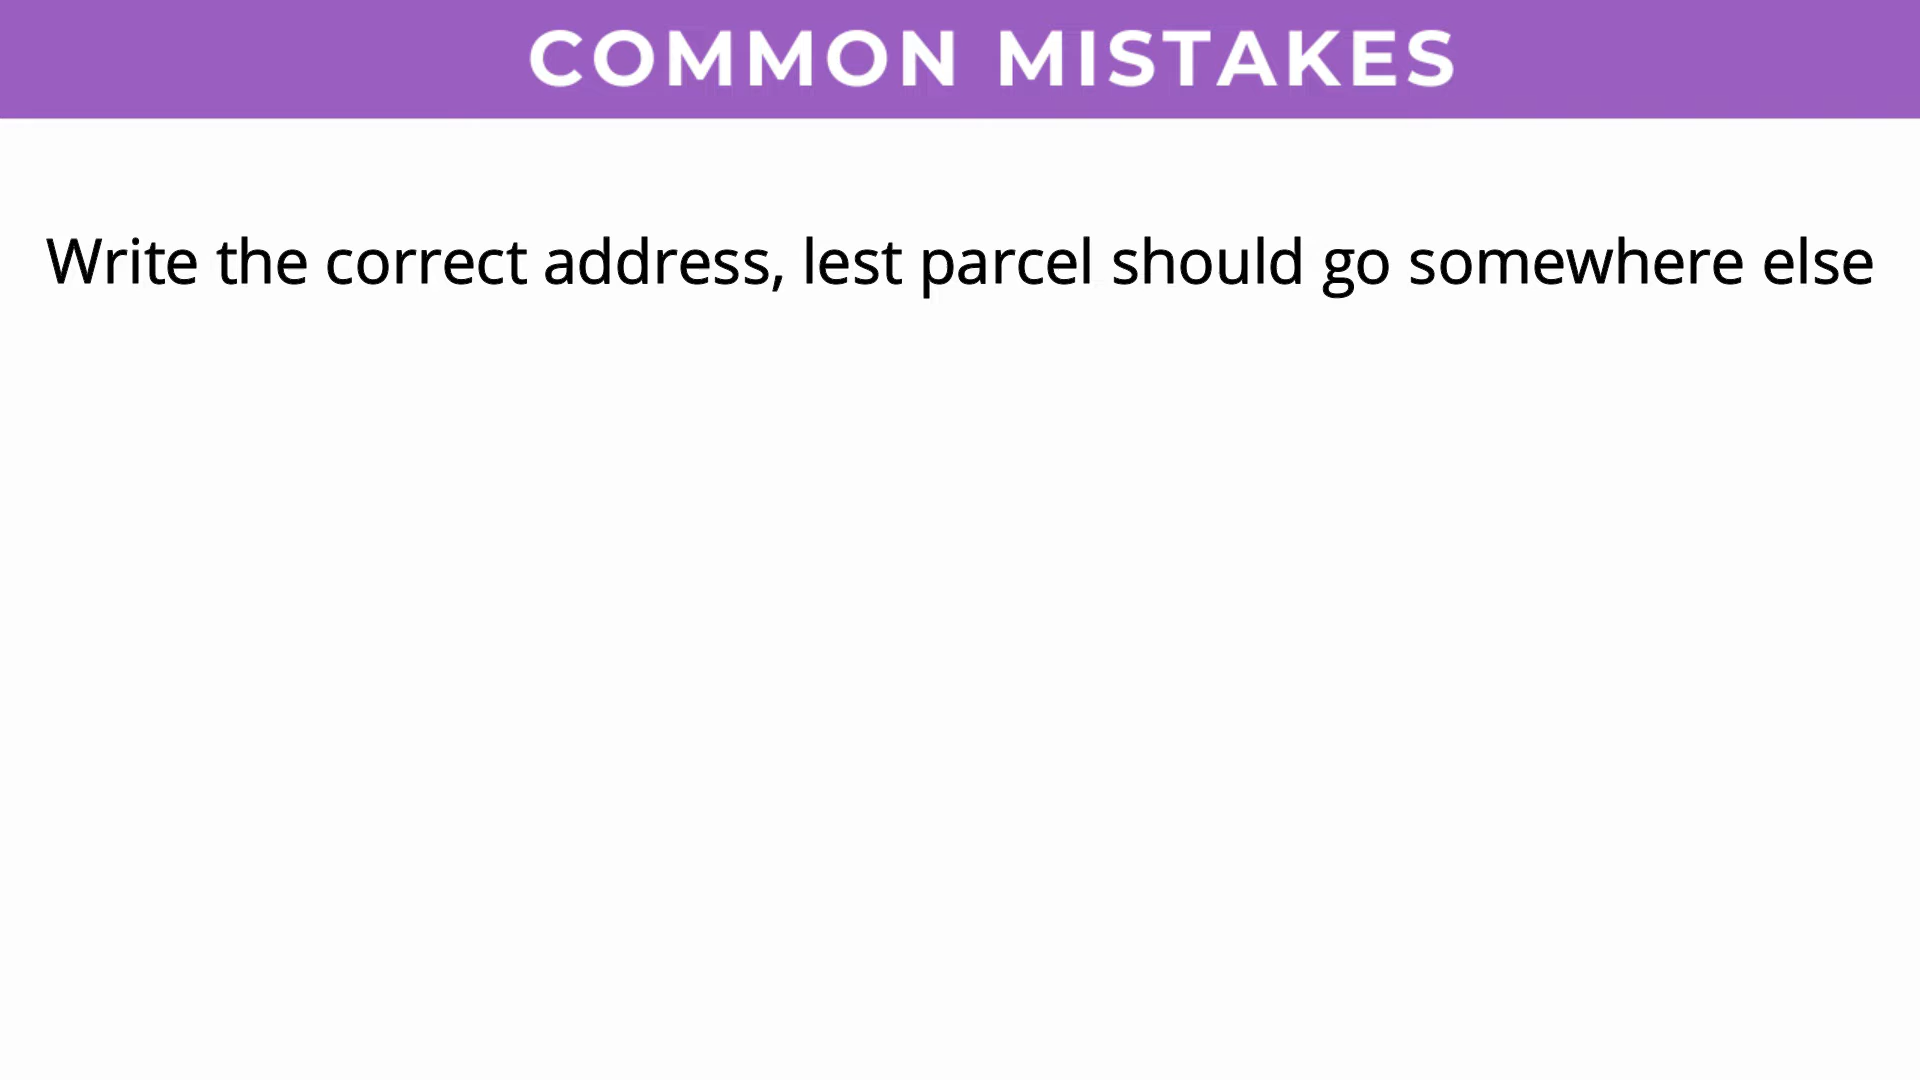 COMMON MISTAKES
Write the correct address, lest parcel should go somewhere else